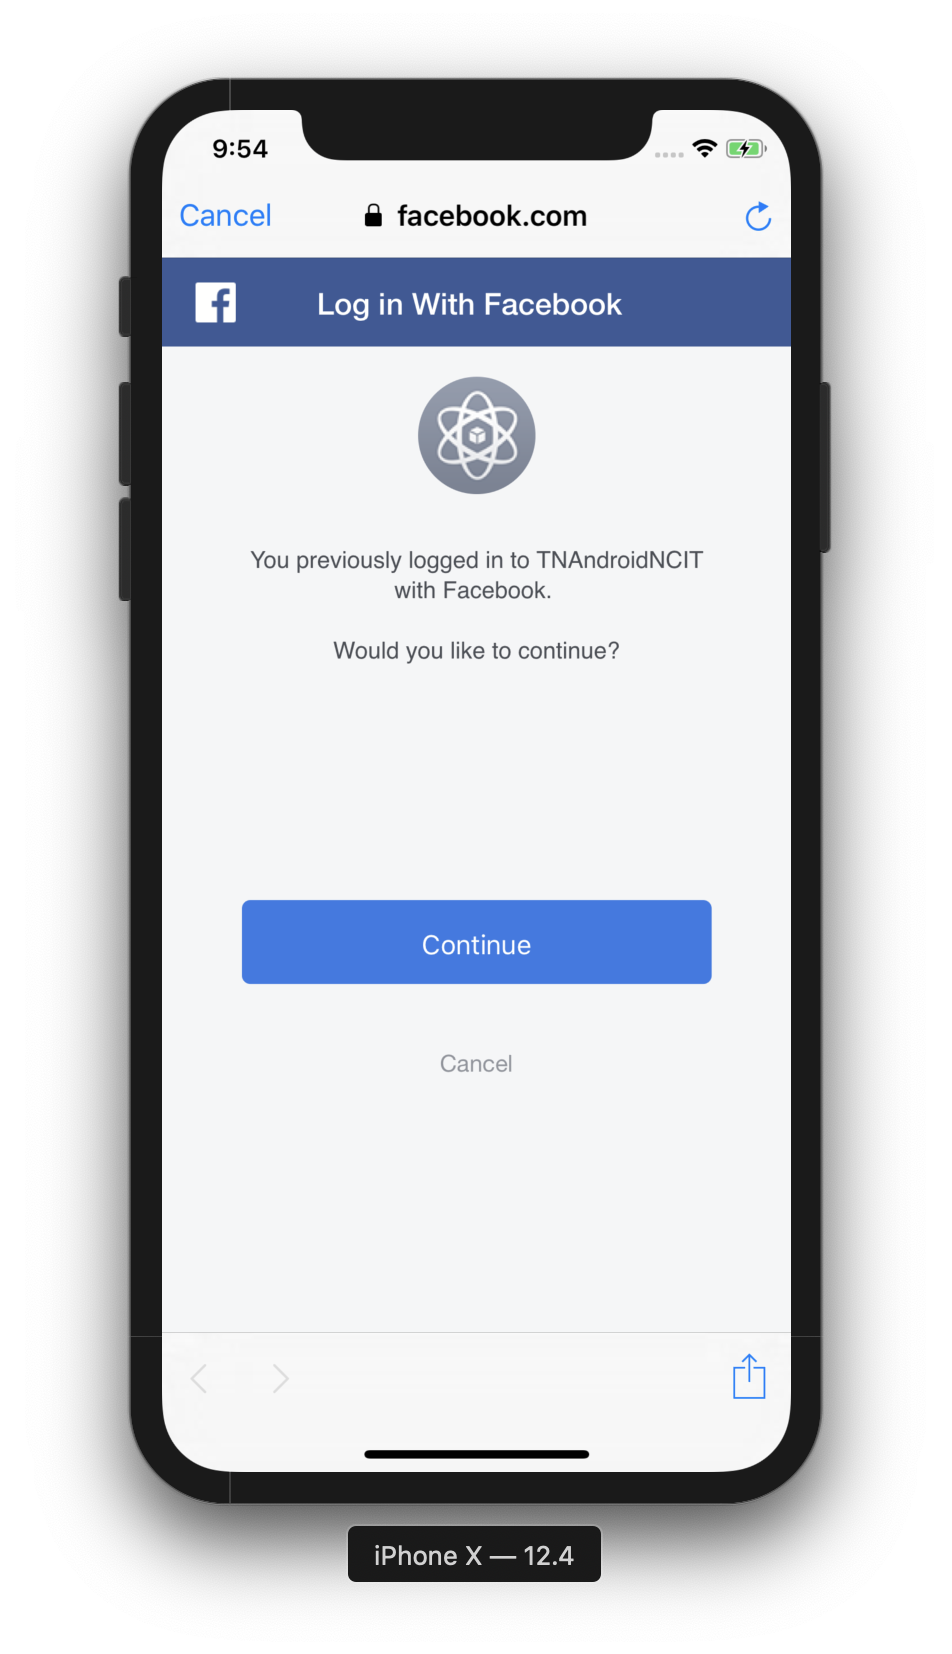 9:54
Cancel
facebook.com
Log in With Facebook
You previously logged in to TNAndroidNCIT
with Facebook.
Would you like to continue?
Continue
Cancel
iPhone X — 12.4